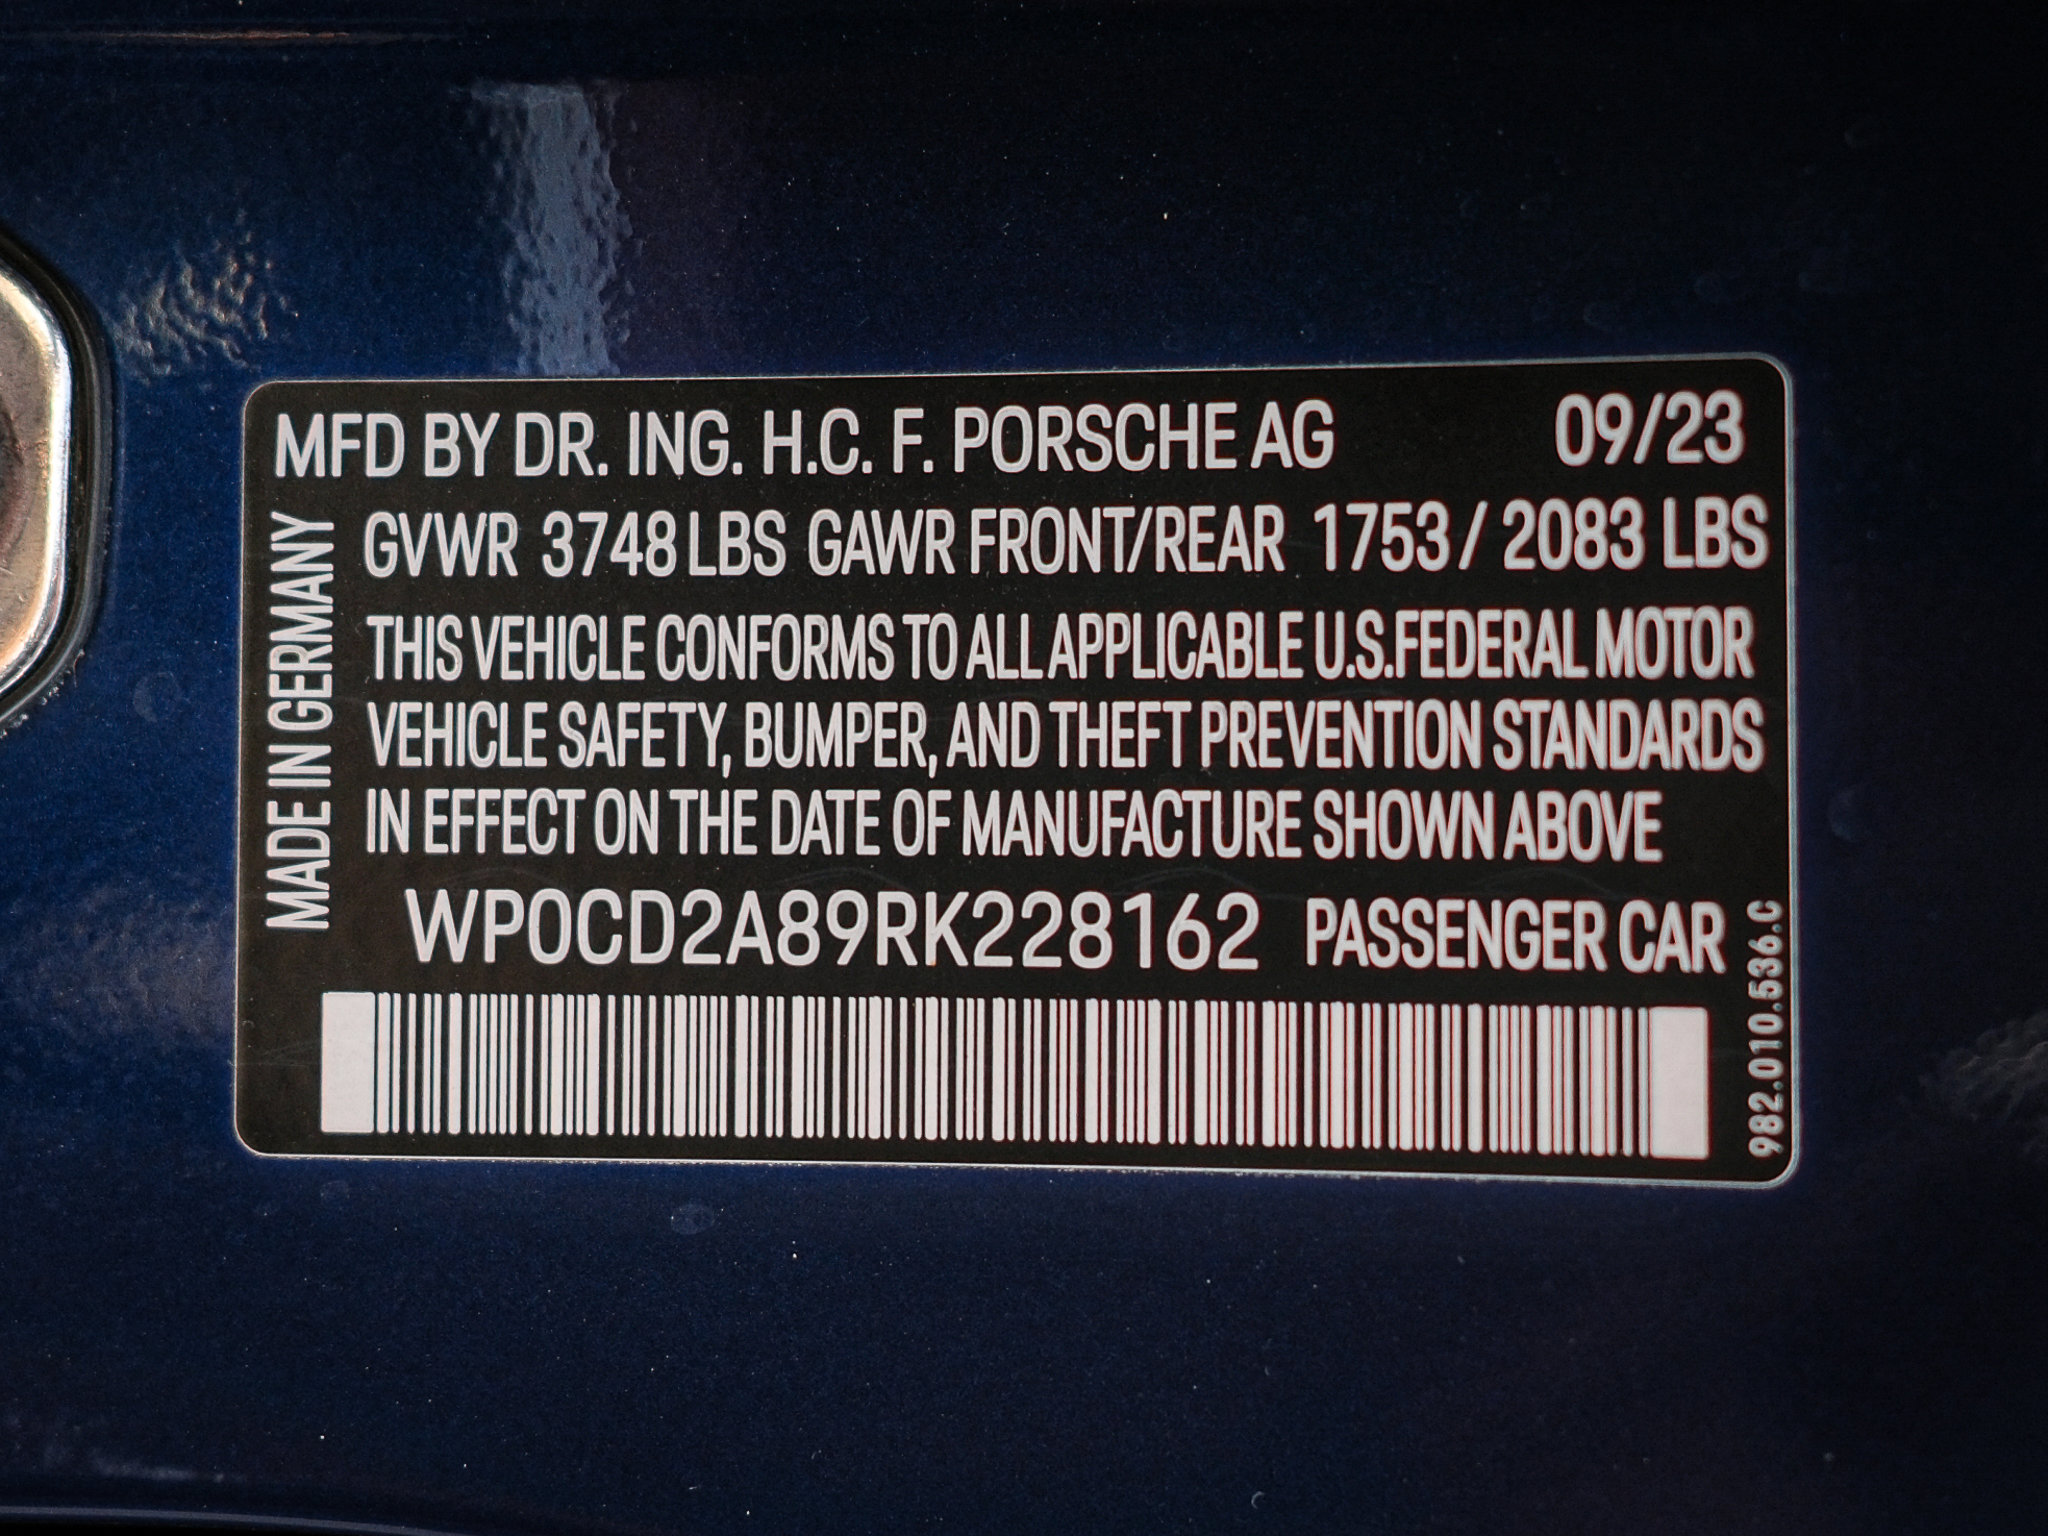 MFD BY DR. ING. H.C. F. PORSCHE AG 09/23
GVWR 3748 LBS GAWR FRONT/REAR 1753 / 2083 LBS
THIS VEHICLE CONFORMS TO ALL APPLICABLE U.S.FEDERAL MOTOR
VEHICLE SAFETY, BUMPER, AND THEFT PREVENTION STANDARDS
IN EFFECT ON THE DATE OF MANUFACTURE SHOWN ABOVE
WP0CD2A89RK228162 PASSENGER CAR
MADE IN GERMANY
982.010.536.C